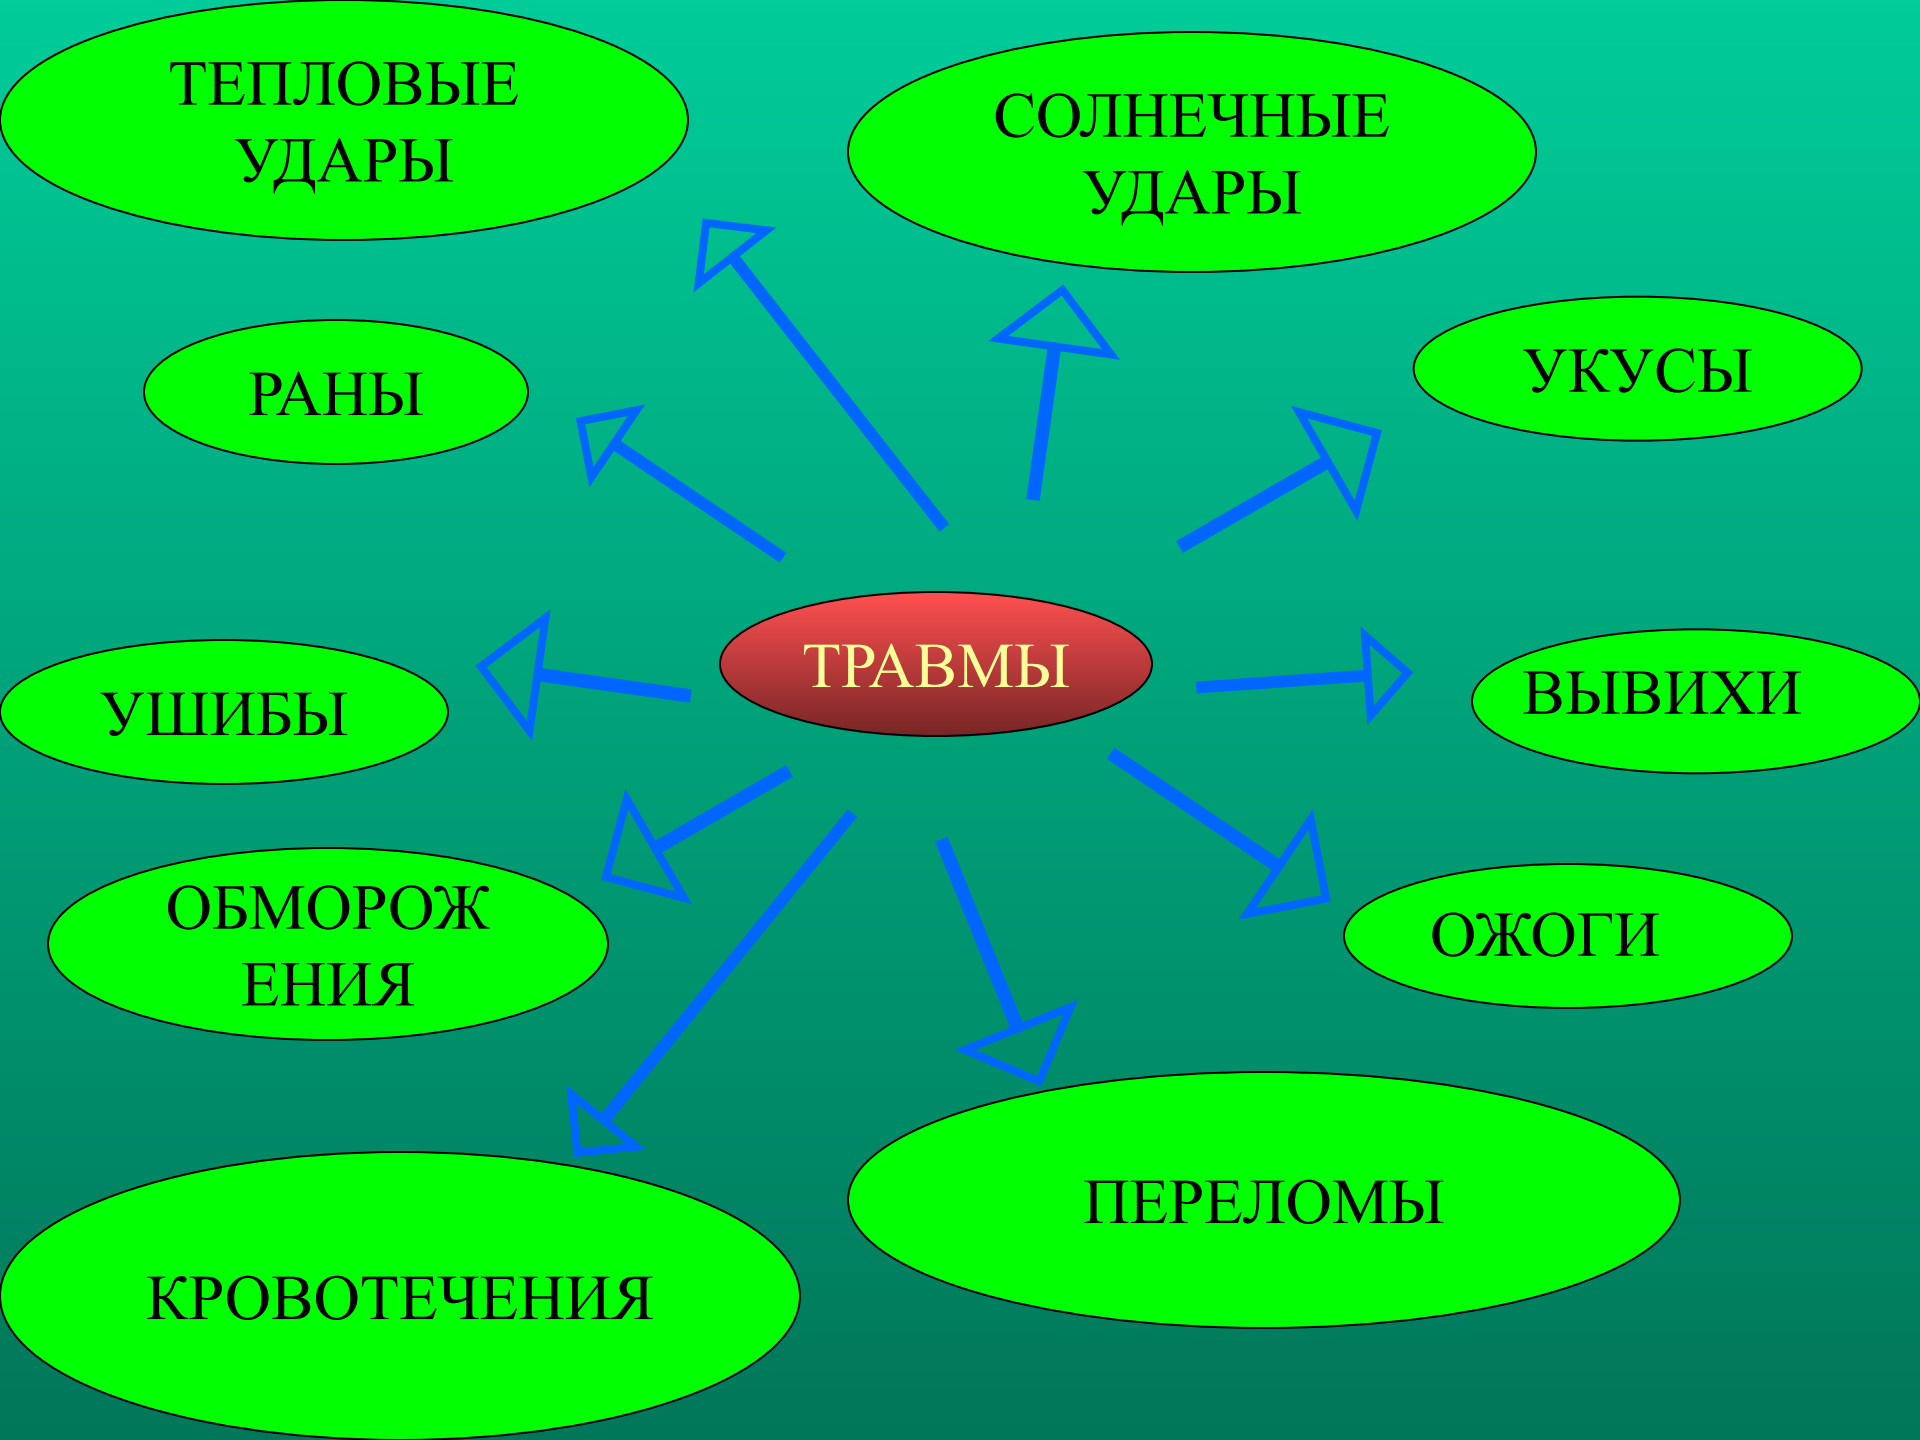 ТЕПЛОВЫЕ
УДАРЫ
СОЛНЕЧНЫЕ
УДАРЫ
РАНЫ
УКУСЫ
ТРАВМЫ
УШИБЫ
ВЫВИХИ
ОБМОРОЖ
ЕНИЯ
ОЖОГИ
КРОВОТЕЧЕНИЯ
ПЕРЕЛОМЫ